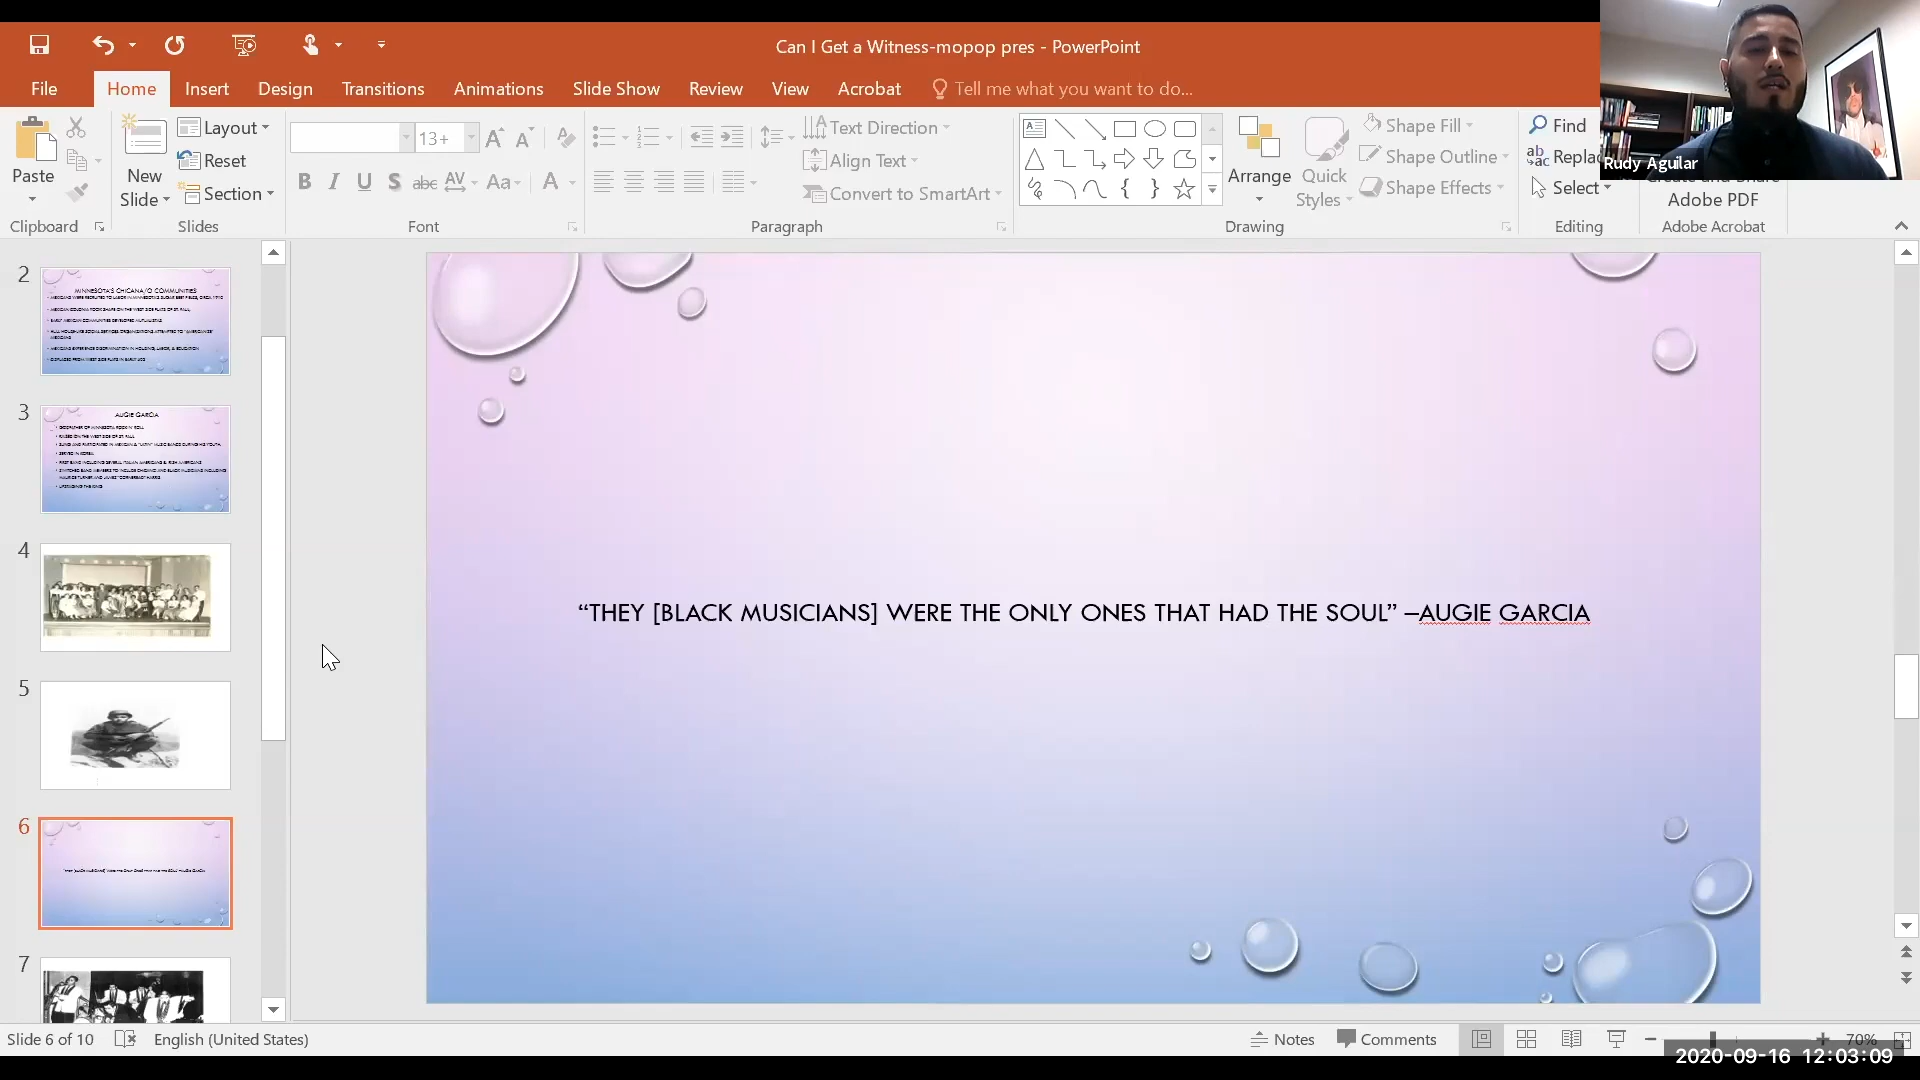 Can I Get a Witness-mopop pres - PowerPoint
File
Home
Insert
Design
Transitions
Animations
Slide Show
Review
View
Acrobat
Tell me what you want to do...
Paste
Clipboard
New
Slide
Layout
Reset
Section
Slides
13+
B I U S abc AV Aa A
Font
Text Direction
Align Text
Convert to SmartArt
Paragraph
Arrange
Quick
Styles
Shape Fill
Shape Outline
Shape Effects
Drawing
Find
Select
Editing
Adobe PDF
Adobe Acrobat
Rudy Aguilar
2
MINNESOTA'S CHICANA/O COMMUNITIES
3
AUGIE GARCIA
4
5
6
7
“THEY [BLACK MUSICIANS] WERE THE ONLY ONES THAT HAD THE SOUL” –AUGIE GARCIA
Slide 6 of 10
English (United States)
Notes
Comments
70%
2020-09-16 12:03:09